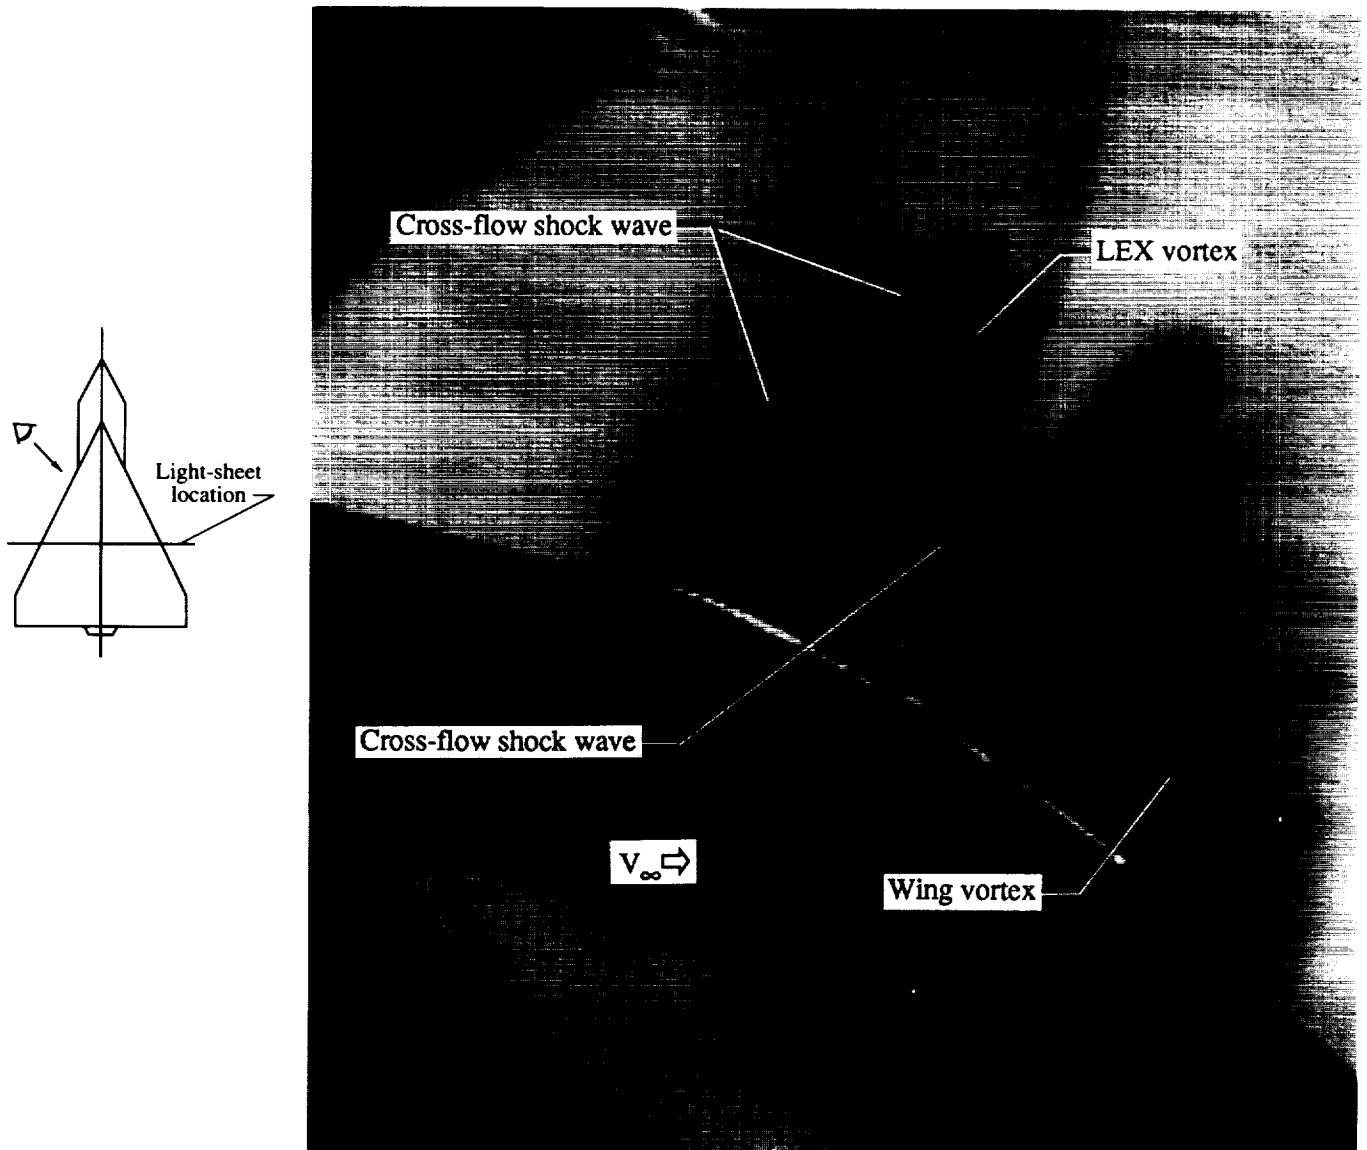 Cross-flow shock wave
LEX vortex
Light-sheet
location
Cross-flow shock wave
V∞⇨
Wing vortex